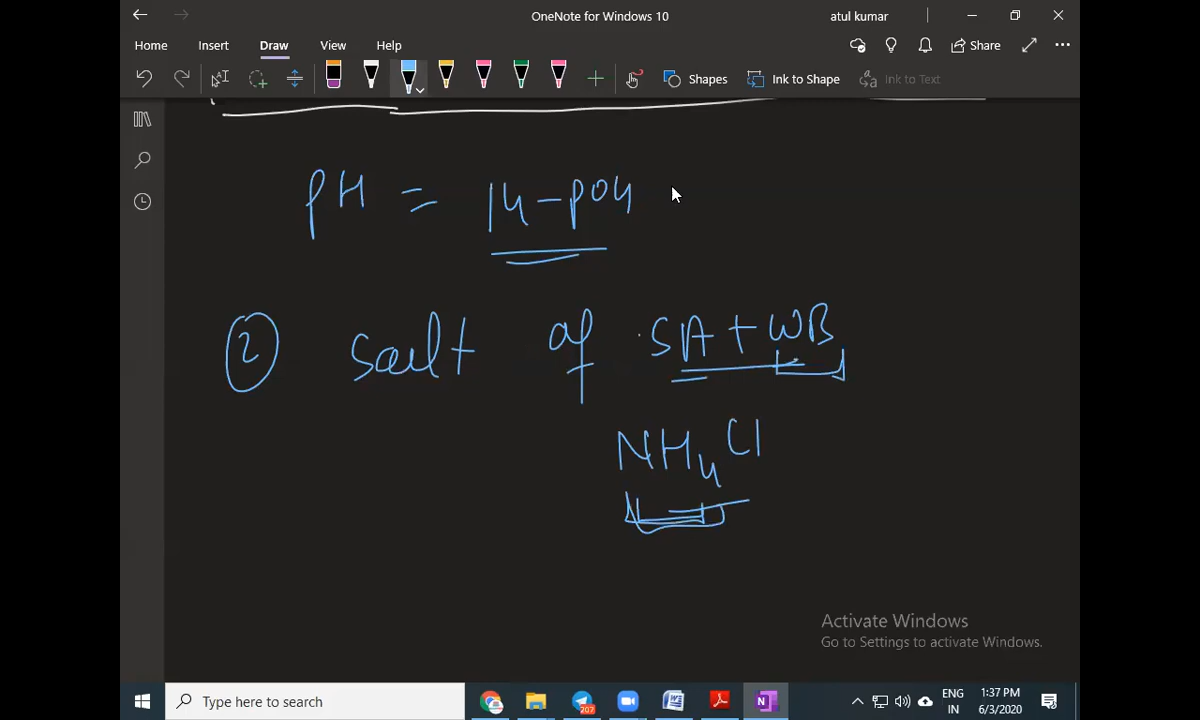 OneNote for Windows 10
atul kumar
Home Insert Draw View Help
Share
Shapes
Ink to Shape
Ink to Text
pH = 14 - pOH
2 salt of SA + WB
NH4Cl
Activate Windows
Go to Settings to activate Windows.
Type here to search
207
ENG
IN
1:37 PM
6/3/2020